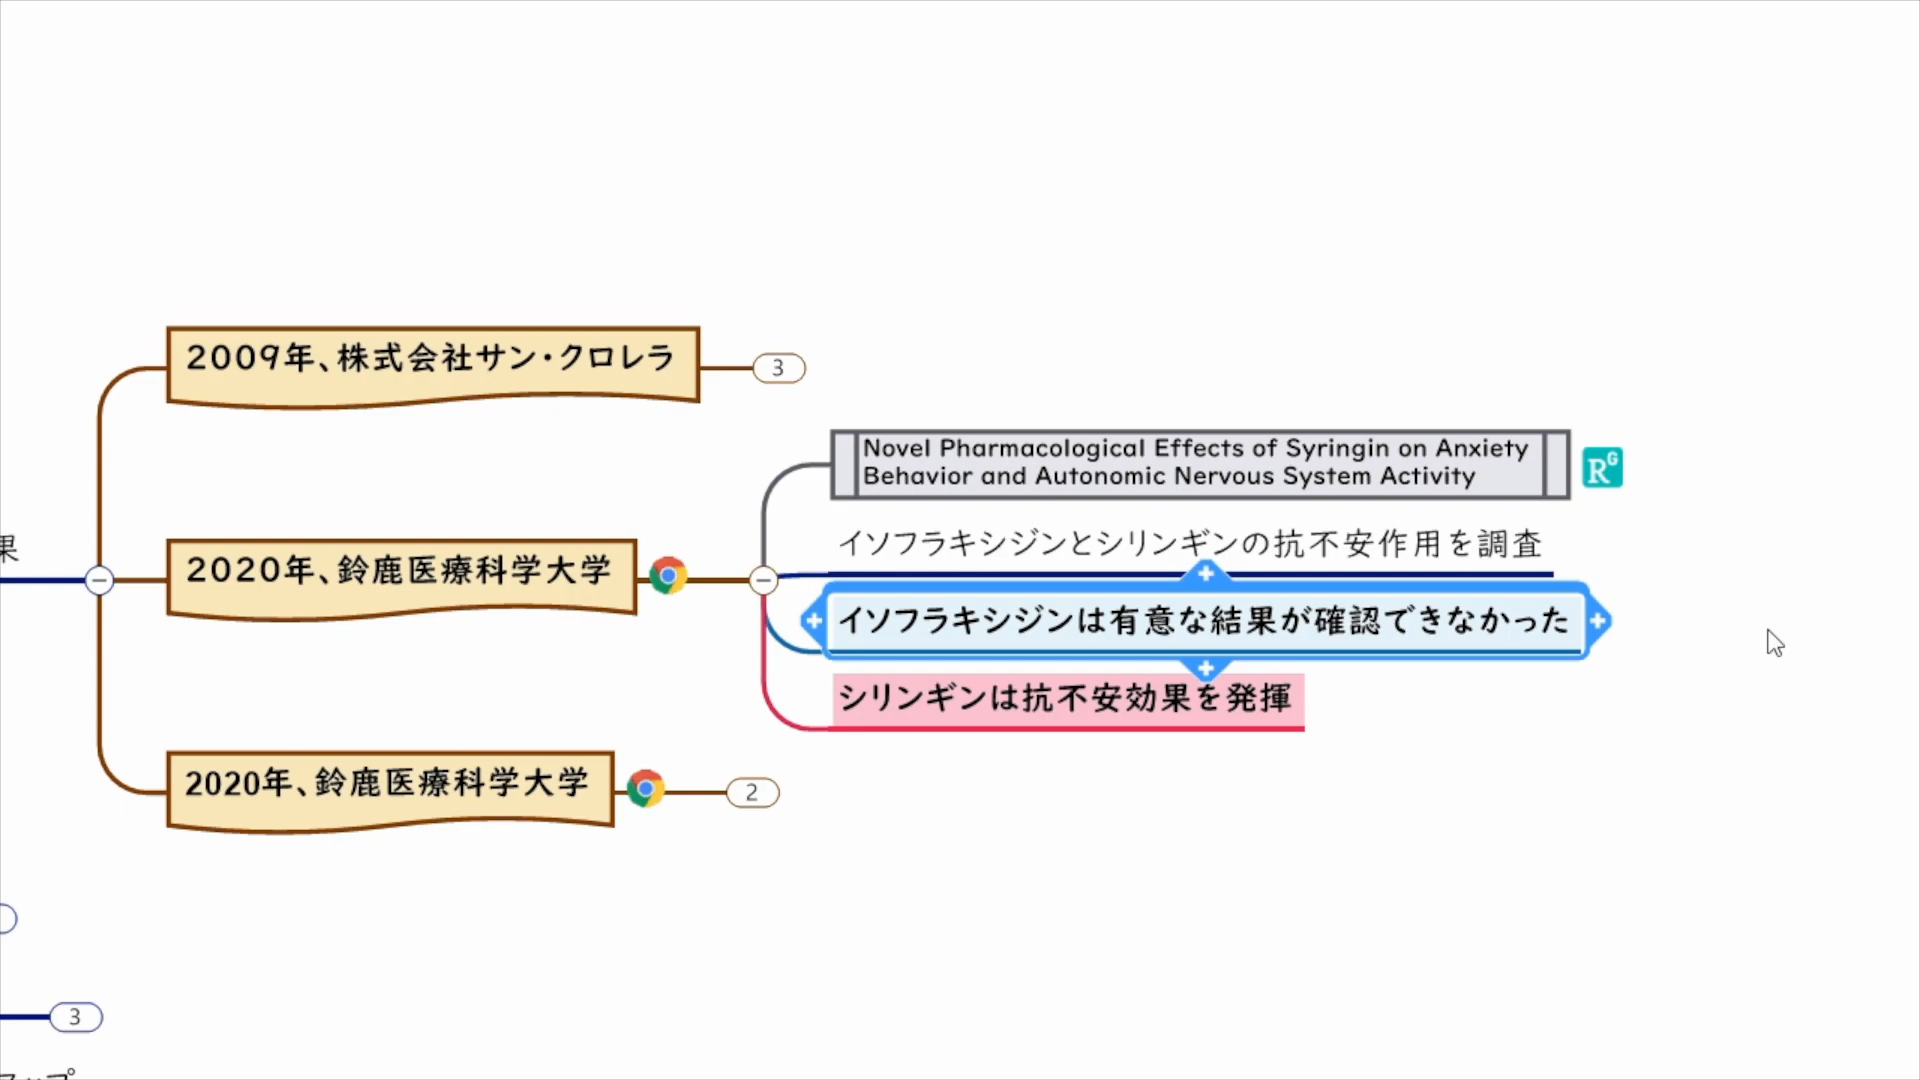 2009年、株式会社サン・クロレラ
3
Novel Pharmacological Effects of Syringin on Anxiety
Behavior and Autonomic Nervous System Activity
RG
イソフラキシジンとシリンギンの抗不安作用を調査
果
2020年、鈴鹿医療科学大学
イソフラキシジンは有意な結果が確認できなかった
シリンギンは抗不安効果を発揮
2020年、鈴鹿医療科学大学
2
3
マップ